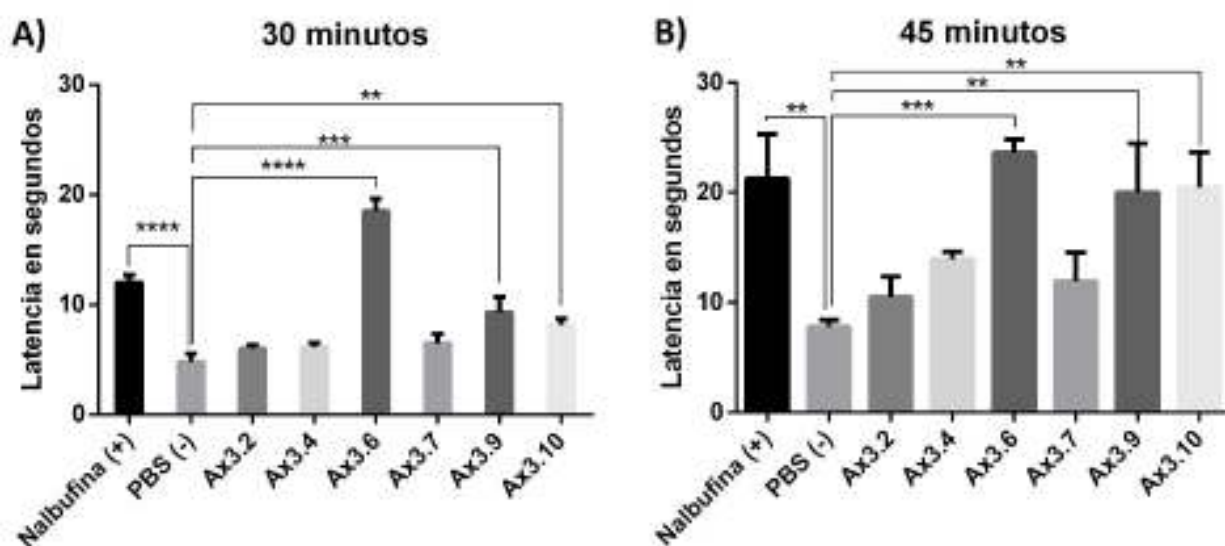 A)
30 minutos
Latencia en segundos
30
20
10
0
****
****
***
**
Nalbufina (+)
PBS (-)
Ax3.2
Ax3.4
Ax3.6
Ax3.7
Ax3.9
Ax3.10
B)
45 minutos
Latencia en segundos
30
20
10
0
**
***
**
**
Nalbufina (+)
PBS (-)
Ax3.2
Ax3.4
Ax3.6
Ax3.7
Ax3.9
Ax3.10